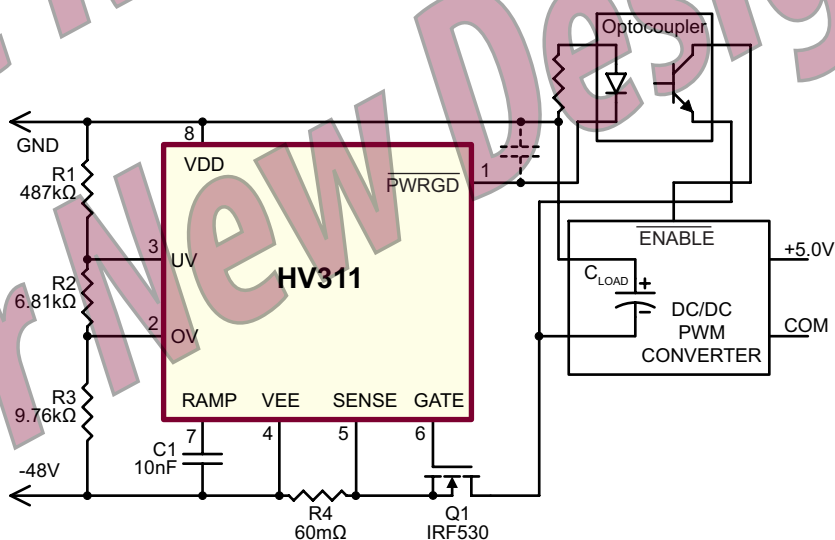 Optocoupler
GND
8
VDD
1
PWRGD
R1
487kΩ
3
UV
HV311
ENABLE
+5.0V
R2
6.81kΩ
2
OV
CLOAD
+
-
DC/DC
PWM
CONVERTER
COM
R3
9.76kΩ
RAMP
VEE
SENSE
GATE
7
4
5
6
C1
10nF
-48V
R4
60mΩ
Q1
IRF530
r New Desig